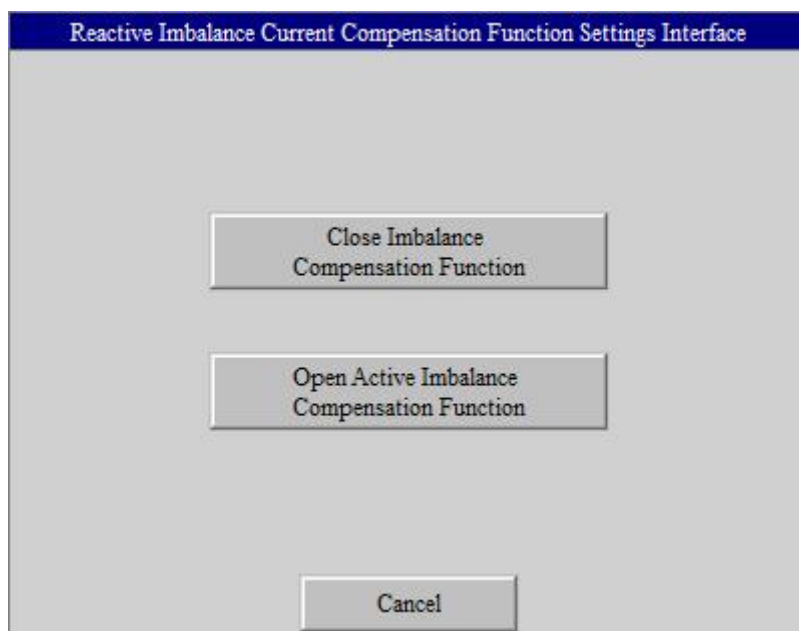 Reactive Imbalance Current Compensation Function Settings Interface
Close Imbalance
Compensation Function
Open Active Imbalance
Compensation Function
Cancel